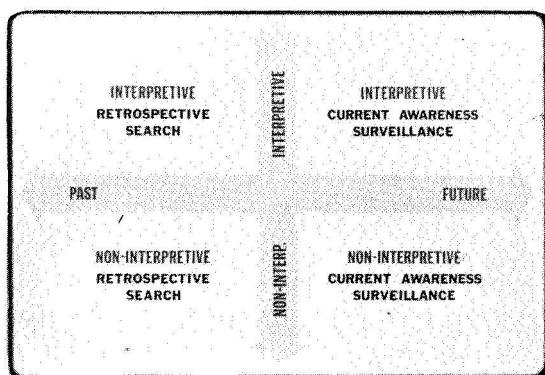 INTERPRETIVE
RETROSPECTIVE
SEARCH
INTERPRETIVE
INTERPRETIVE
CURRENT AWARENESS
SURVEILLANCE
PAST
FUTURE
NON-INTERPRETIVE
RETROSPECTIVE
SEARCH
NON-INTERP.
NON-INTERPRETIVE
CURRENT AWARENESS
SURVEILLANCE